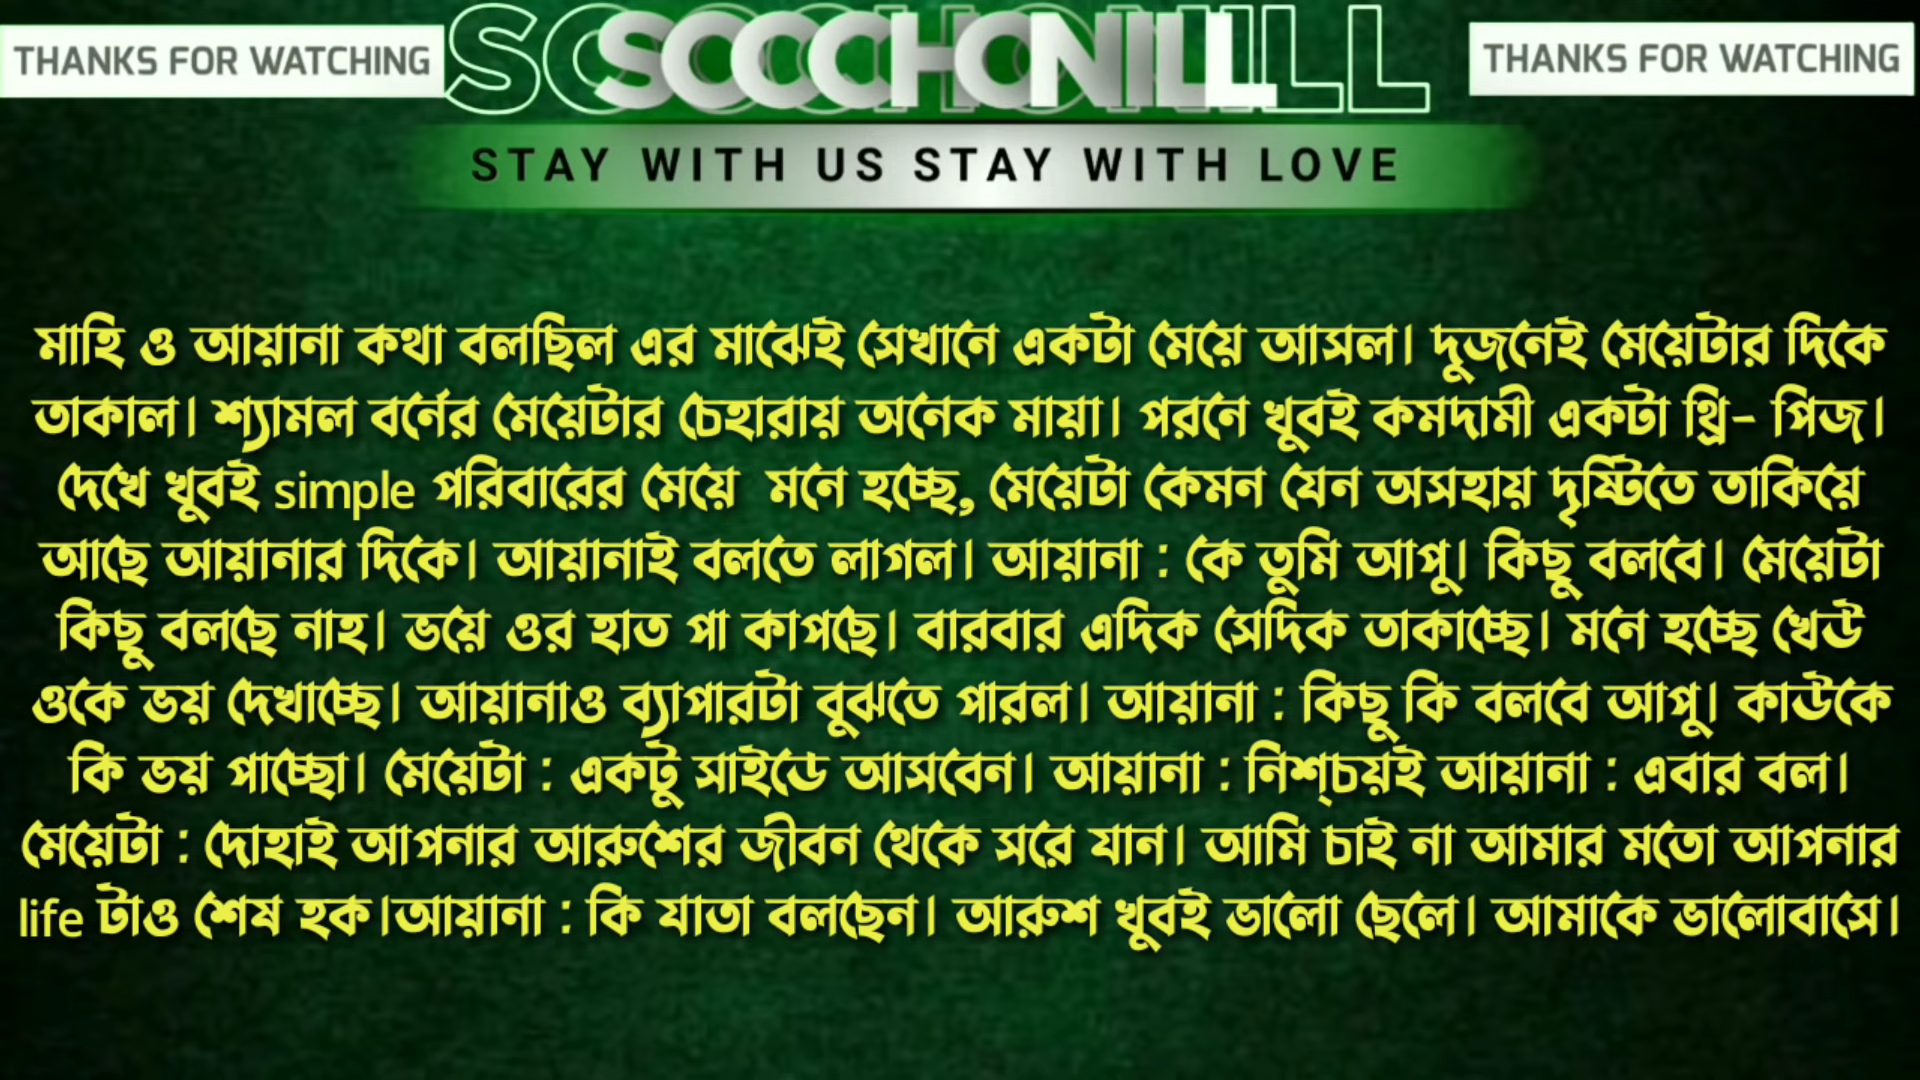 THANKS FOR WATCHING
THANKS FOR WATCHING
STAY WITH US STAY WITH LOVE
মাহি ও আয়ানা কথা বলছিল এর মাঝেই সেখানে একটা মেয়ে আসল। দুজনেই মেয়েটার দিকে
তাকাল। শ্যামল বর্নের মেয়েটার চেহারায় অনেক মায়া। পরনে খুবই কমদামী একটা থ্রি- পিজ।
দেখে খুবই simple পরিবারের মেয়ে মনে হচ্ছে, মেয়েটা কেমন যেন অসহায় দৃষ্টিতে তাকিয়ে
আছে আয়ানার দিকে। আয়ানাই বলতে লাগল। আয়ানা : কে তুমি আপু। কিছু বলবে। মেয়েটা
কিছু বলছে নাহ। ভয়ে ওর হাত পা কাপছে। বারবার এদিক সেদিক তাকাচ্ছে। মনে হচ্ছে খেউ
ওকে ভয় দেখাচ্ছে। আয়ানাও ব্যাপারটা বুঝতে পারল। আয়ানা : কিছু কি বলবে আপু। কাউকে
কি ভয় পাচ্ছো। মেয়েটা : একটু সাইডে আসবেন। আয়ানা : নিশ্চয়ই আয়ানা : এবার বল।
মেয়েটা : দোহাই আপনার আরুশের জীবন থেকে সরে যান। আমি চাই না আমার মতো আপনার
life টাও শেষ হক।আয়ানা : কি যাতা বলছেন। আরুশ খুবই ভালো ছেলে। আমাকে ভালোবাসে।